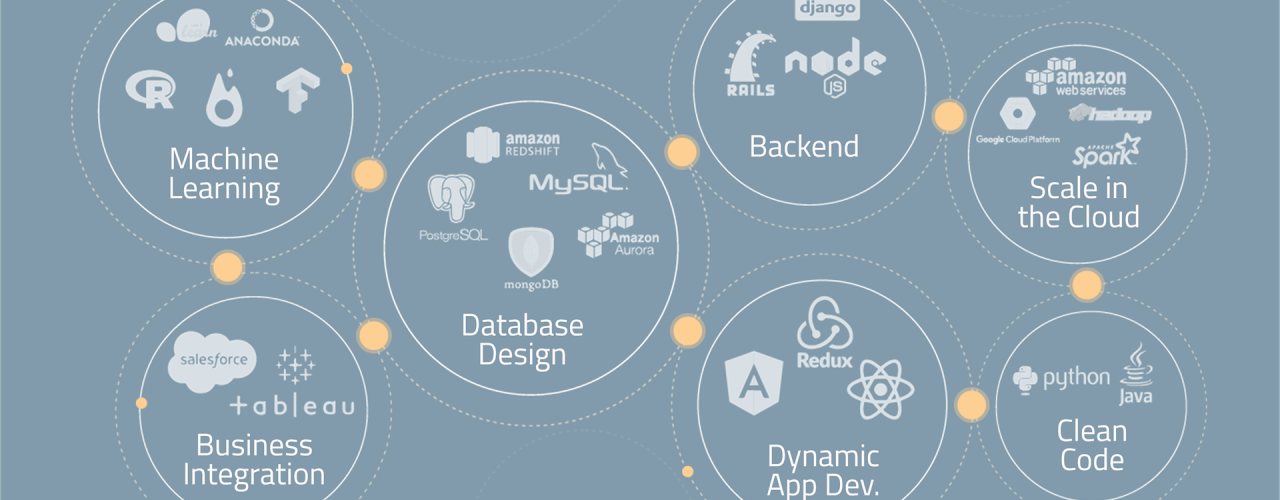 learn
ANACONDA
R
Machine
Learning
amazon
REDSHIFT
MySQL.
PostgreSQL
mongoDB
Amazon
Aurora
Database
Design
django
RAILS
node
JS
Backend
amazon
web services
Google Cloud Platform
hadoop
APACHE
Spark
Scale in
the Cloud
salesforce
+ableau
Business
Integration
Redux
A
Dynamic
App Dev.
python
Java
Clean
Code